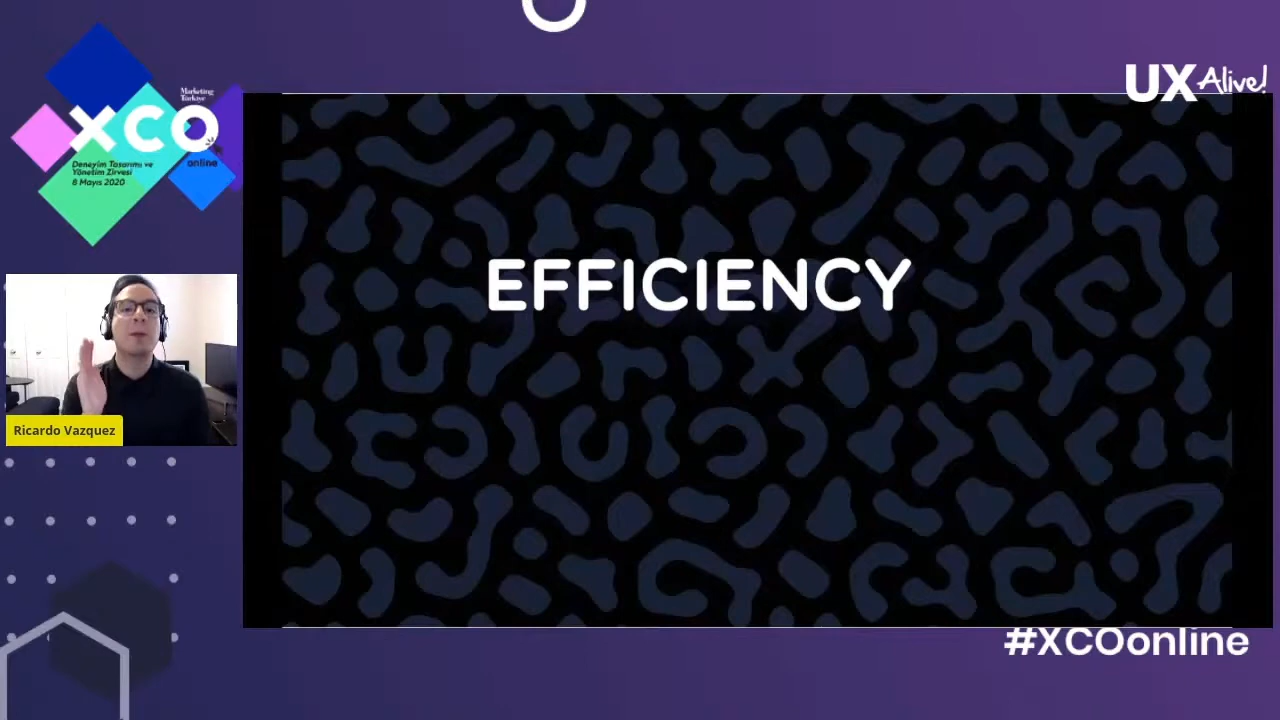 Marketing
Türkiye
XCO
online
Deneyim Tasarımı ve
Yönetim Zirvesi
8 Mayıs 2020
UX Alive!
EFFICIENCY
Ricardo Vazquez
#XCOonline